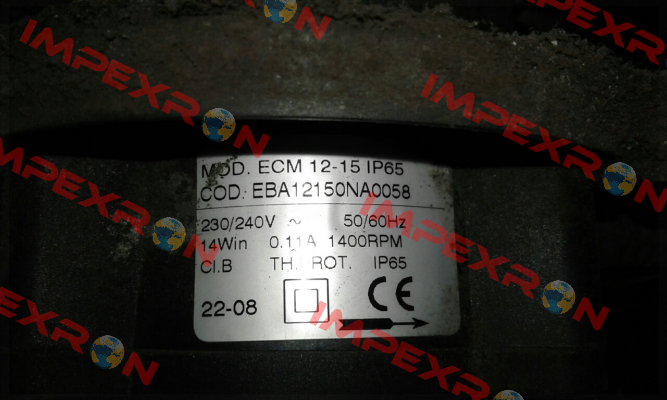 MOD. ECM 12-15 IP65
COD. EBA12150NA0058
230/240V ~ 50/60Hz
14Win 0.11A 1400RPM
Cl.B TH. ROT. IP65
22-08 CE
IMPEXRON
IMPEXRON
IMPEXRON
IMPEXRON
IMPEXRON
IMPEXRON